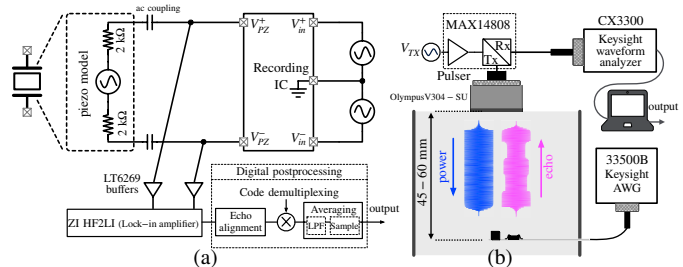 ac coupling
2 kΩ
piezo model
2 kΩ
V⁺PZ
V⁺in
Recording
IC
V⁻PZ
V⁻in
LT6269
buffers
ZI HF2LI (Lock-in amplifier)
Digital postprocessing
Code demultiplexing
Echo
alignment
Averaging
LPF
Sample
output
(a)
MAX14808
VTX
Rx
Tx
Pulser
OlympusV304 – SU
CX3300
Keysight
waveform
analyzer
output
45 – 60 mm
power
echo
33500B
Keysight
AWG
(b)